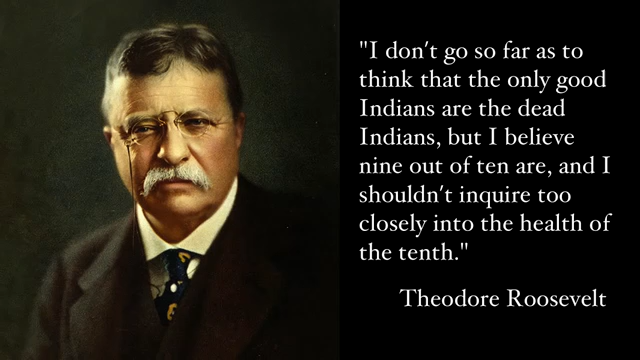 "I don't go so far as to
think that the only good
Indians are the dead
Indians, but I believe
nine out of ten are, and I
shouldn't inquire too
closely into the health of
the tenth."
Theodore Roosevelt